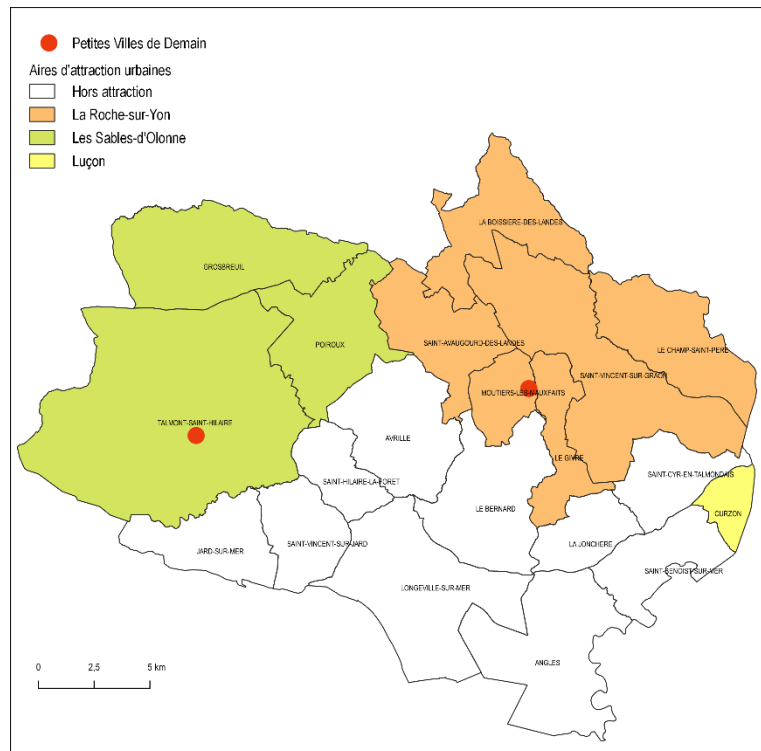 Petites Villes de Demain
Aires d'attraction urbaines
Hors attraction
La Roche-sur-Yon
Les Sables-d'Olonne
Luçon
LA BOISSIERE-DES-LANDES
GROSBREUIL
SAINT-AVAUGOURD-DES-LANDES
POIROUX
LE CHAMP-SAINT-PERE
SAINT-VINCENT-SUR-GRAON
MOUTIERS-LES-MAUXFAITS
TALMONT-SAINT-HILAIRE
AVRILLE
LE GIVRE
SAINT-CYR-EN-TALMONDAIS
SAINT-HILAIRE-LA-FORET
LE BERNARD
CURZON
SAINT-VINCENT-SUR-JARD
LA JONCHERE
JARD-SUR-MER
SAINT-BENOIST-SUR-MER
LONGEVILLE-SUR-MER
ANGLES
0 2,5 5 km